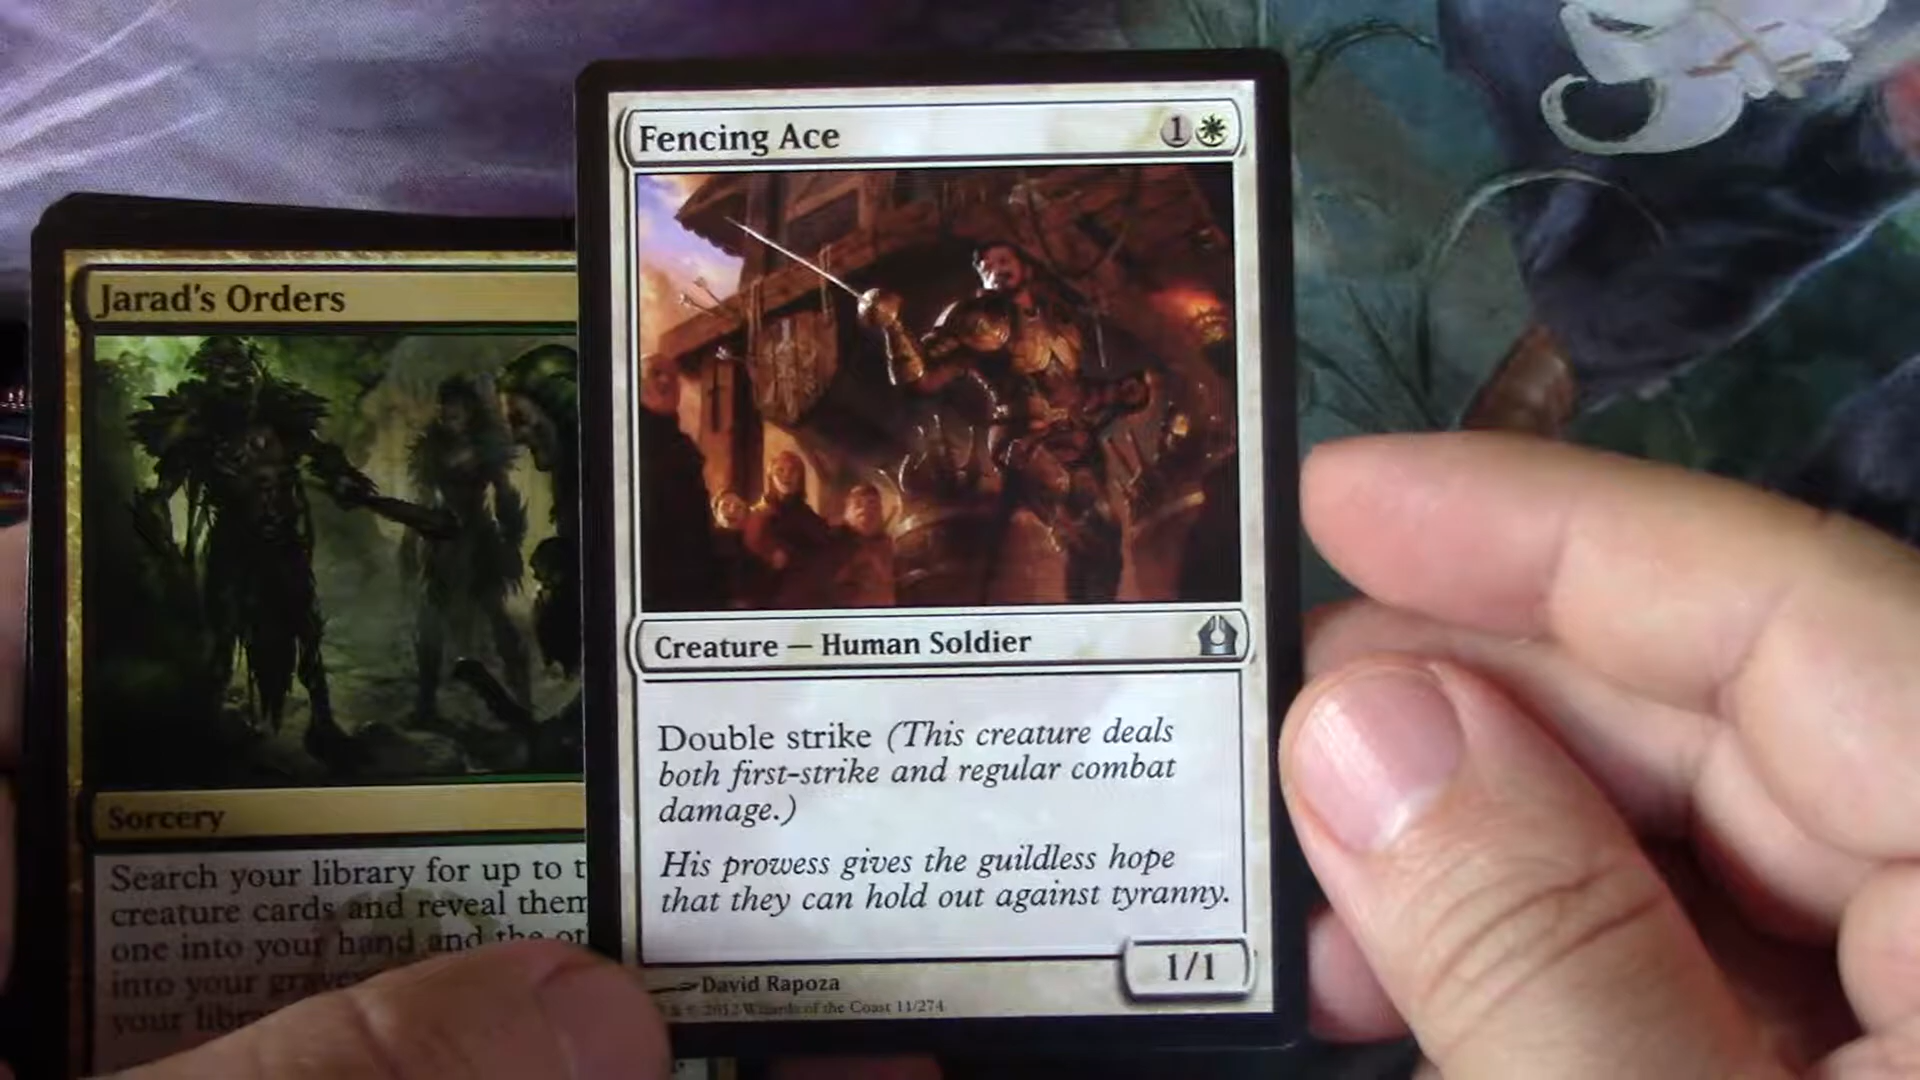 Fencing Ace 1
Creature — Human Soldier
Double strike (This creature deals
both first-strike and regular combat
damage.)
His prowess gives the guildless hope
that they can hold out against tyranny.
1/1
David Rapoza
2012 Wizards of the Coast 11/274
Jarad's Orders
Sorcery
Search your library for up to
creature cards and reveal them
one into your hand and the
into your
your